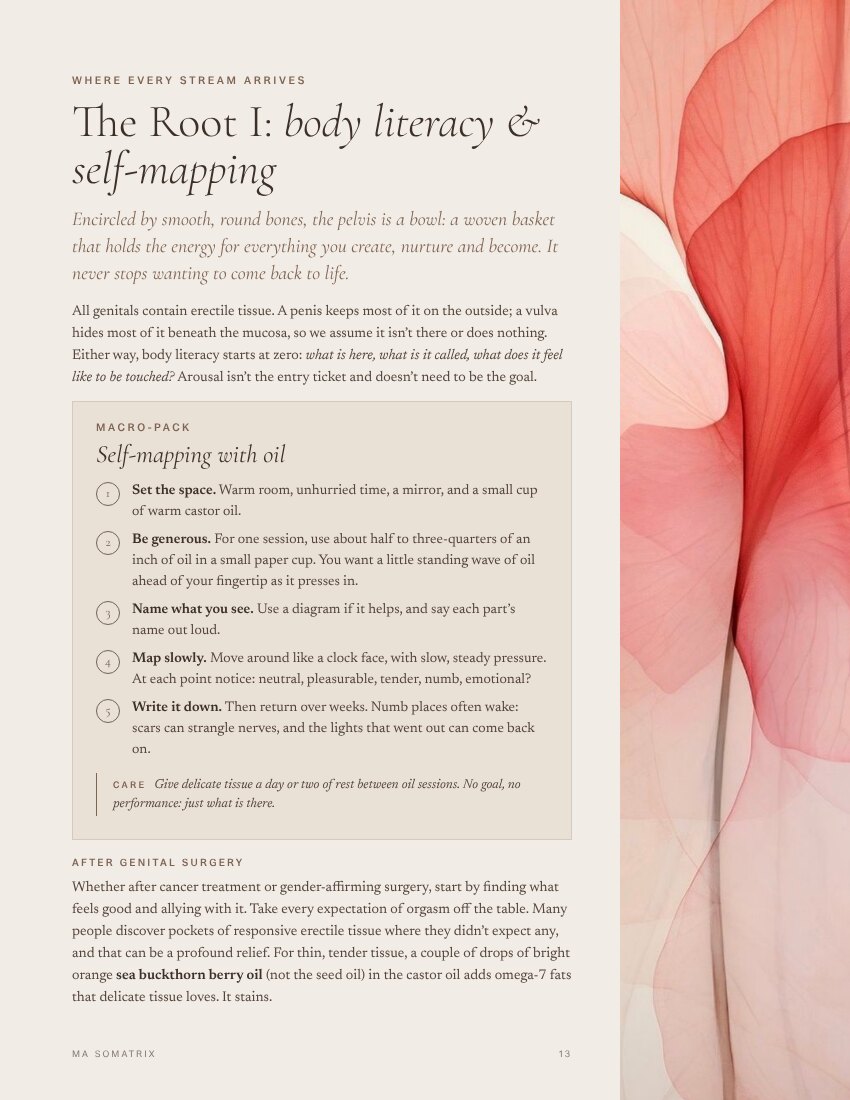 WHERE EVERY STREAM ARRIVES
The Root I: body literacy &
self-mapping
Encircled by smooth, round bones, the pelvis is a bowl: a woven basket
that holds the energy for everything you create, nurture and become. It
never stops wanting to come back to life.
All genitals contain erectile tissue. A penis keeps most of it on the outside; a vulva
hides most of it beneath the mucosa, so we assume it isn’t there or does nothing.
Either way, body literacy starts at zero: what is here, what is it called, what does it feel
like to be touched? Arousal isn’t the entry ticket and doesn’t need to be the goal.
MACRO-PACK
Self-mapping with oil
1 Set the space. Warm room, unhurried time, a mirror, and a small cup
of warm castor oil.
2 Be generous. For one session, use about half to three-quarters of an
inch of oil in a small paper cup. You want a little standing wave of oil
ahead of your fingertip as it presses in.
3 Name what you see. Use a diagram if it helps, and say each part’s
name out loud.
4 Map slowly. Move around like a clock face, with slow, steady pressure.
At each point notice: neutral, pleasurable, tender, numb, emotional?
5 Write it down. Then return over weeks. Numb places often wake:
scars can strangle nerves, and the lights that went out can come back
on.
CARE Give delicate tissue a day or two of rest between oil sessions. No goal, no
performance: just what is there.
AFTER GENITAL SURGERY
Whether after cancer treatment or gender-affirming surgery, start by finding what
feels good and allying with it. Take every expectation of orgasm off the table. Many
people discover pockets of responsive erectile tissue where they didn’t expect any,
and that can be a profound relief. For thin, tender tissue, a couple of drops of bright
orange sea buckthorn berry oil (not the seed oil) in the castor oil adds omega-7 fats
that delicate tissue loves. It stains.
MA SOMATRIX
13